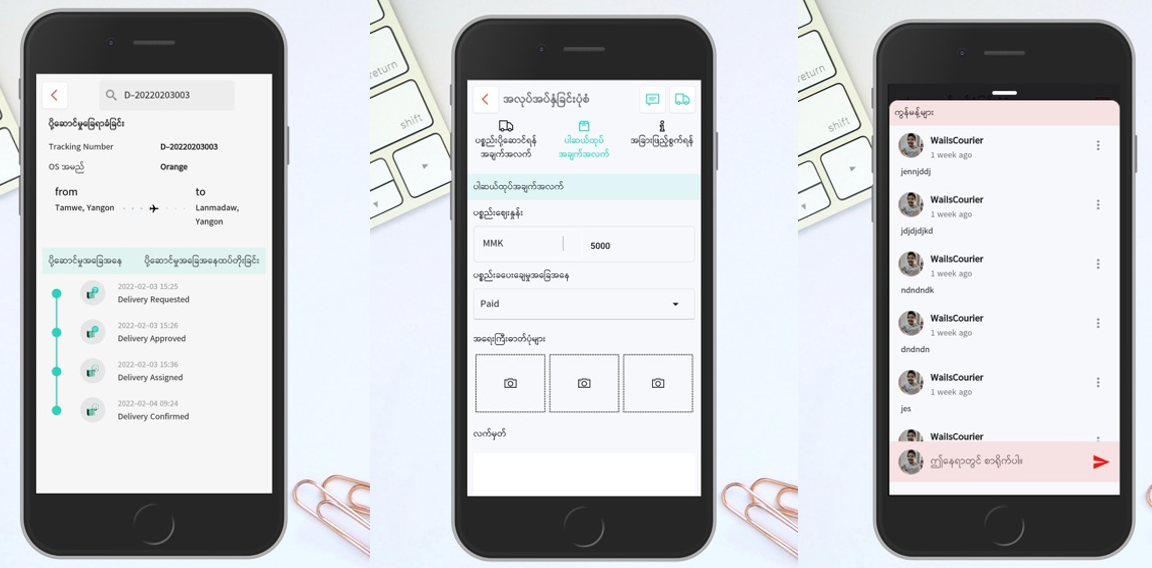 D-20220203003
ပို့ဆောင်မှုခြေရာခံခြင်း
Tracking Number D-20220203003
OS အမည် Orange
from to
Tamwe, Yangon Lanmadaw, Yangon
ပို့ဆောင်မှုအခြေအနေ ပို့ဆောင်မှုအခြေအနေထပ်တိုးခြင်း
2022-02-03 15:25
Delivery Requested
2022-02-03 15:26
Delivery Approved
2022-02-03 15:36
Delivery Assigned
2022-02-04 09:24
Delivery Confirmed
return
shift
အလုပ်အပ်နှံခြင်းပုံစံ
ပစ္စည်းပို့ဆောင်ရန်အချက်အလက်
ပါဆယ်ထုပ်အချက်အလက်
အခြားဖြည့်စွက်ရန်
ပါဆယ်ထုပ်အချက်အလက်
ပစ္စည်းဈေးနှုန်း
MMK 5000
ပစ္စည်းခပေးချေမှုအခြေအနေ
Paid
အရေးကြီးဓာတ်ပုံများ
လက်မှတ်
return
shift
ကွန်မန့်များ
WailsCourier
1 week ago
jennjddj
WailsCourier
1 week ago
jdjdjdjkd
WailsCourier
1 week ago
ndndndk
WailsCourier
1 week ago
dndndn
WailsCourier
1 week ago
jes
WailsCourier
ဤနေရာတွင် စာရိုက်ပါ။